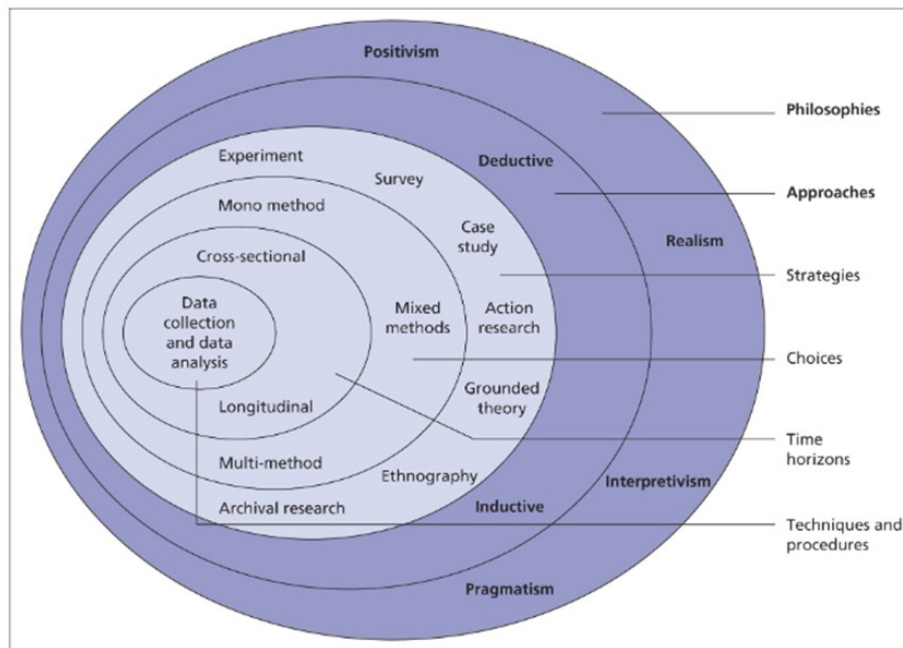 Positivism
Philosophies
Experiment
Deductive
Survey
Approaches
Mono method
Case
study
Realism
Cross-sectional
Strategies
Data
collection
and data
analysis
Mixed
methods
Action
research
Choices
Grounded
theory
Longitudinal
Time
horizons
Multi-method
Ethnography
Interpretivism
Archival research
Inductive
Techniques and
procedures
Pragmatism